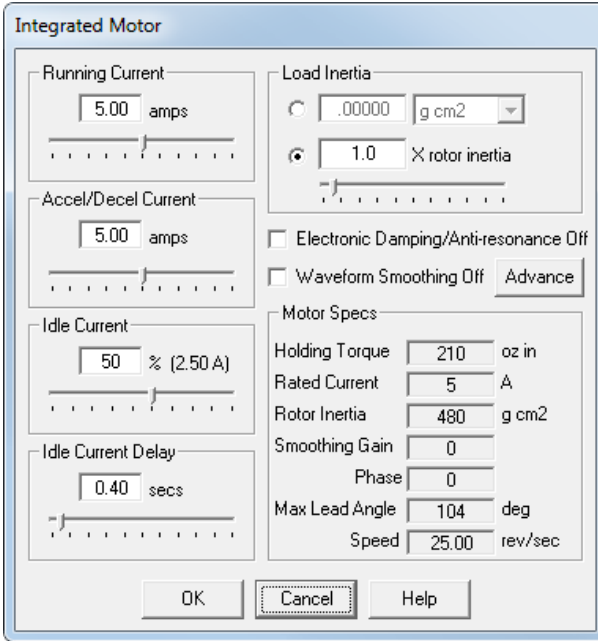 Integrated Motor
Running Current
5.00 amps
Accel/Decel Current
5.00 amps
Idle Current
50 % (2.50 A)
Idle Current Delay
0.40 secs
Load Inertia
.00000 g cm2
1.0 X rotor inertia
Electronic Damping/Anti-resonance Off
Waveform Smoothing Off Advance
Motor Specs
Holding Torque 210 oz in
Rated Current 5 A
Rotor Inertia 480 g cm2
Smoothing Gain 0
Phase 0
Max Lead Angle 104 deg
Speed 25.00 rev/sec
OK Cancel Help